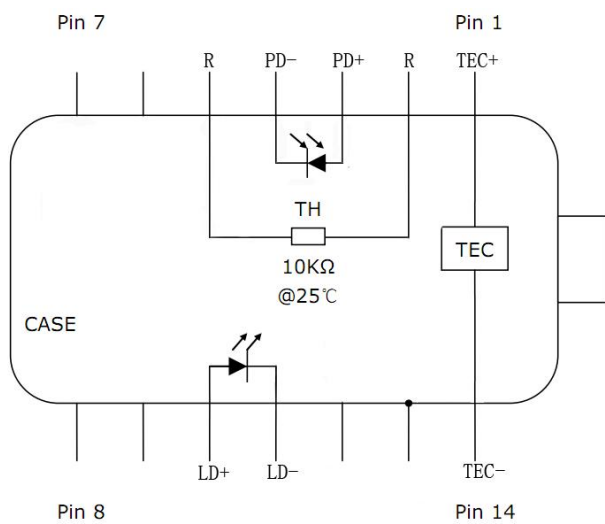 Pin 7 Pin 1
R PD- PD+ R TEC+
TH
TEC
10KΩ
@25℃
CASE
LD+ LD- TEC-
Pin 8 Pin 14